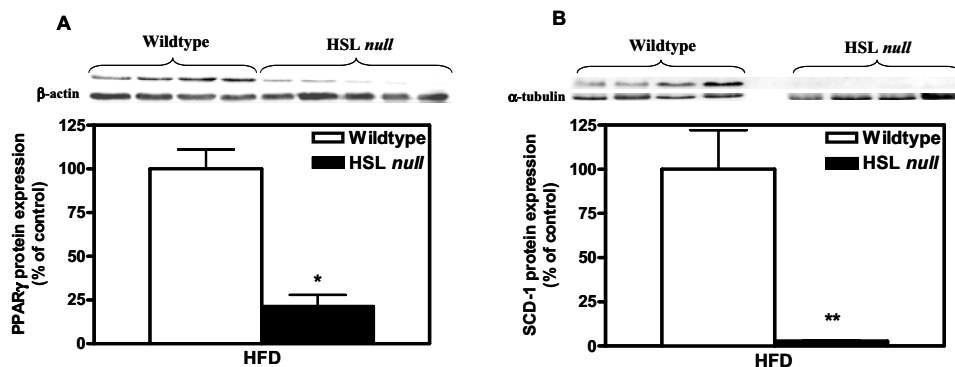 A
Wildtype
HSL null
β-actin
PPARγ protein expression
(% of control)
125
100
75
50
25
0
Wildtype
HSL null
*
HFD
B
Wildtype
HSL null
α-tubulin
SCD-1 protein expression
(% of control)
125
100
75
50
25
0
Wildtype
HSL null
**
HFD